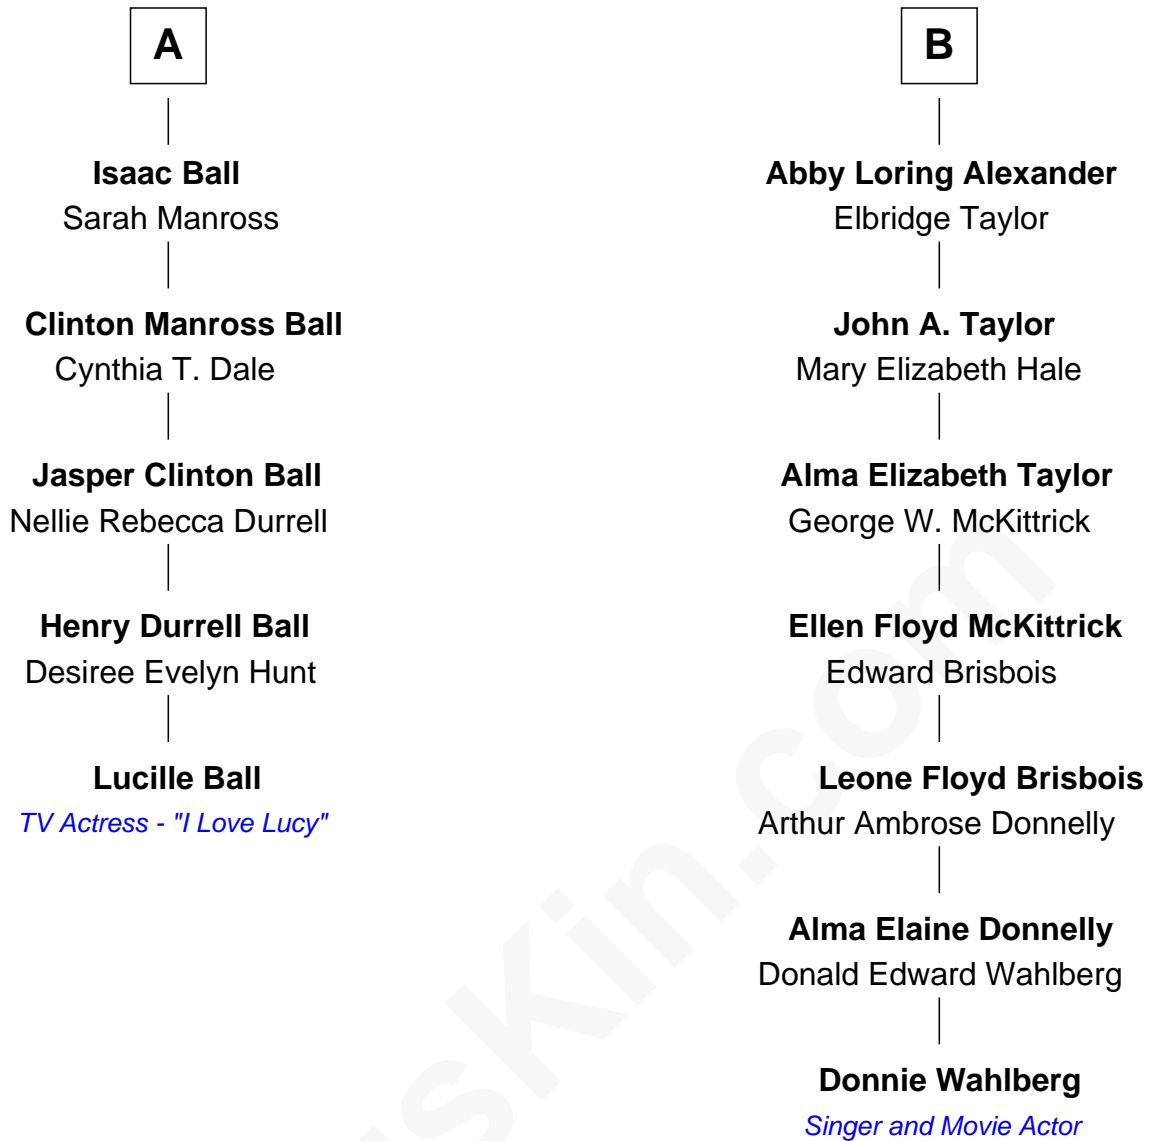 A
Isaac Ball
Sarah Manross
Clinton Manross Ball
Cynthia T. Dale
Jasper Clinton Ball
Nellie Rebecca Durrell
Henry Durrell Ball
Desiree Evelyn Hunt
Lucille Ball
TV Actress - "I Love Lucy"
B
Abby Loring Alexander
Elbridge Taylor
John A. Taylor
Mary Elizabeth Hale
Alma Elizabeth Taylor
George W. McKittrick
Ellen Floyd McKittrick
Edward Brisbois
Leone Floyd Brisbois
Arthur Ambrose Donnelly
Alma Elaine Donnelly
Donald Edward Wahlberg
Donnie Wahlberg
Singer and Movie Actor
usKin.com